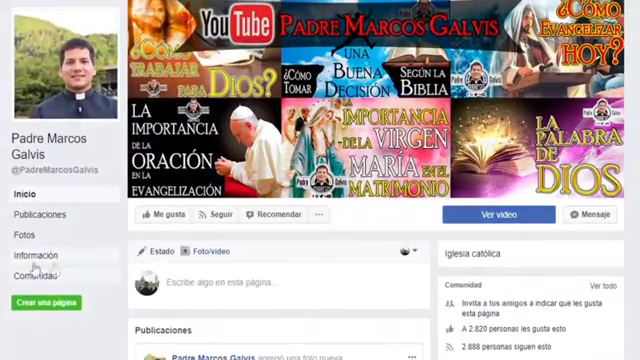 YouTube PADRE MARCOS GALVIS
¿CÓMO TRABAJAR PARA DIOS?
¿CÓMO TOMAR UNA BUENA DECISIÓN SEGÚN LA BIBLIA
¿CÓMO EVANGELIZAR HOY?
LA IMPORTANCIA DE LA ORACIÓN EN LA EVANGELIZACIÓN
LA IMPORTANCIA DE LA VIRGEN MARÍA EN EL MATRIMONIO
LA PALABRA DE DIOS
Padre Marcos
Galvis
@PadreMarcosGalvis
Inicio
Publicaciones
Fotos
Información
Comunidad
Crear una página
Me gusta Seguir Recomendar ...
Ver video Mensaje
Estado Foto/video
Escribe algo en esta página...
Publicaciones
Padre Marcos Galvis agregó una foto nueva
Iglesia católica
Comunidad Ver todo
Invita a tus amigos a indicar que les gusta
esta página
A 2.820 personas les gusta esto
2.888 personas siguen esto